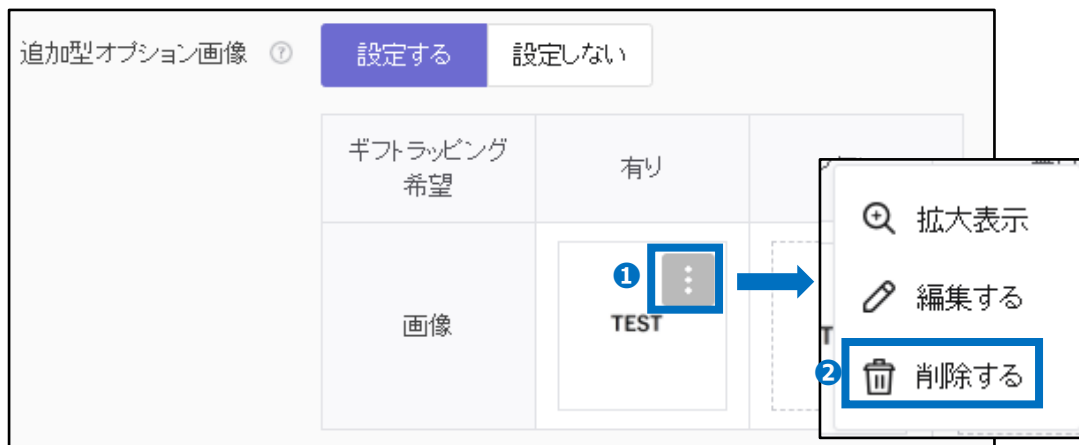 追加型オプション画像 ?
設定する
設定しない
ギフトラッピング
希望
有り
画像
❶
TEST
拡大表示
編集する
❷
削除する